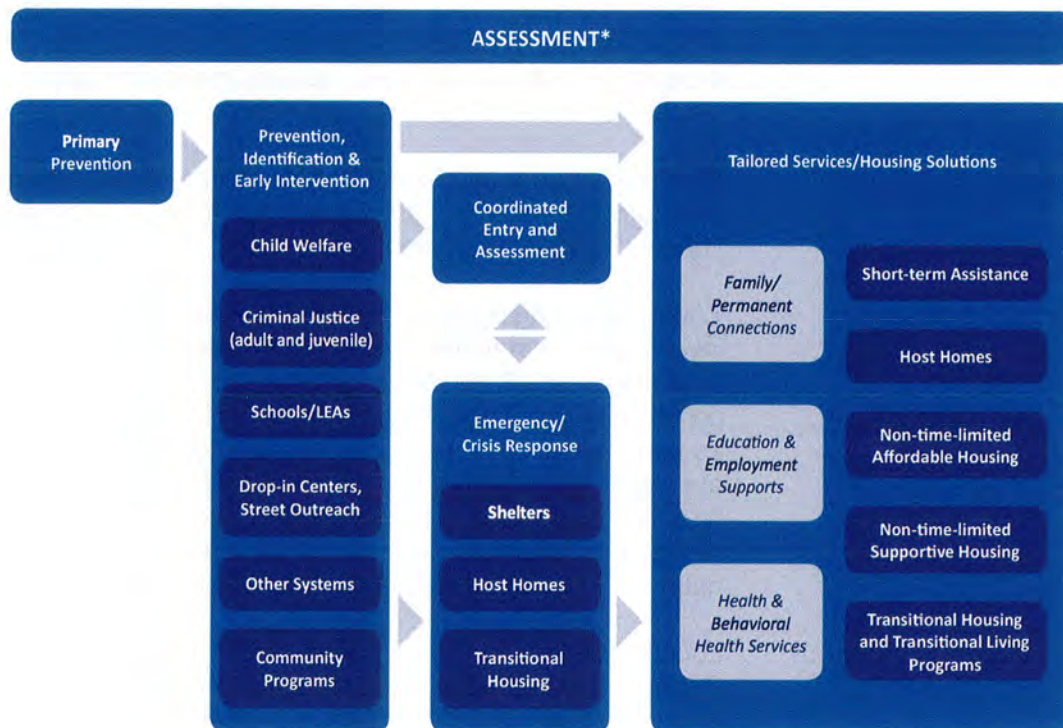 ASSESSMENT*
Primary
Prevention
Prevention,
Identification &
Early Intervention
Child Welfare
Criminal Justice
(adult and juvenile)
Schools/LEAs
Drop-in Centers,
Street Outreach
Other Systems
Community
Programs
Coordinated
Entry and
Assessment
Emergency/
Crisis Response
Shelters
Host Homes
Transitional
Housing
Tailored Services/Housing Solutions
Family/
Permanent
Connections
Education &
Employment
Supports
Health &
Behavioral
Health Services
Short-term Assistance
Host Homes
Non-time-limited
Affordable Housing
Non-time-limited
Supportive Housing
Transitional Housing
and Transitional Living
Programs